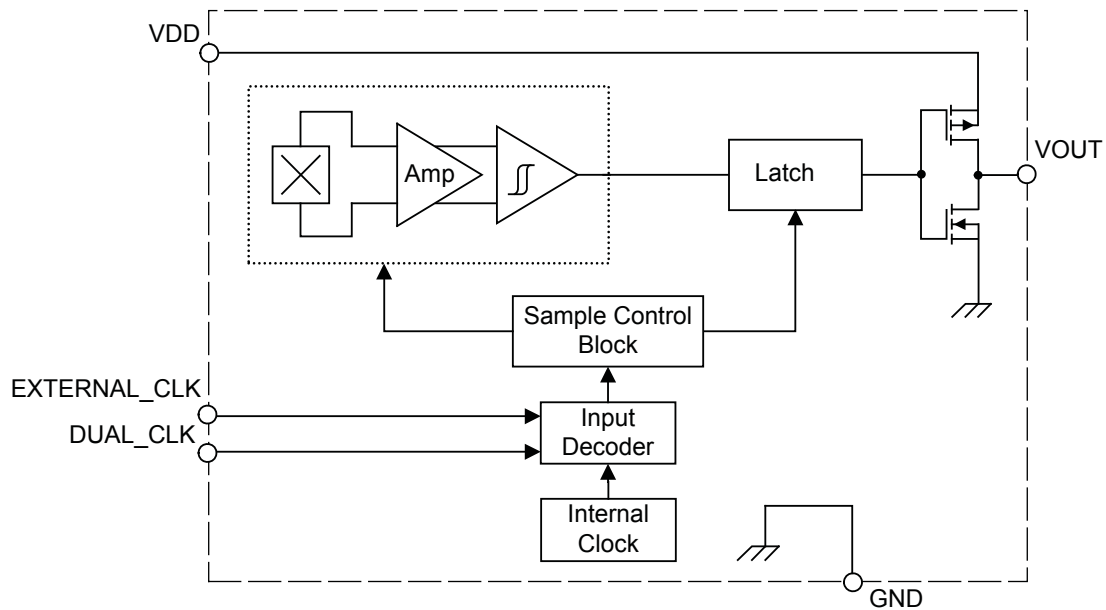 VDD
Amp
Latch
VOUT
Sample Control
Block
EXTERNAL_CLK
DUAL_CLK
Input
Decoder
Internal
Clock
GND